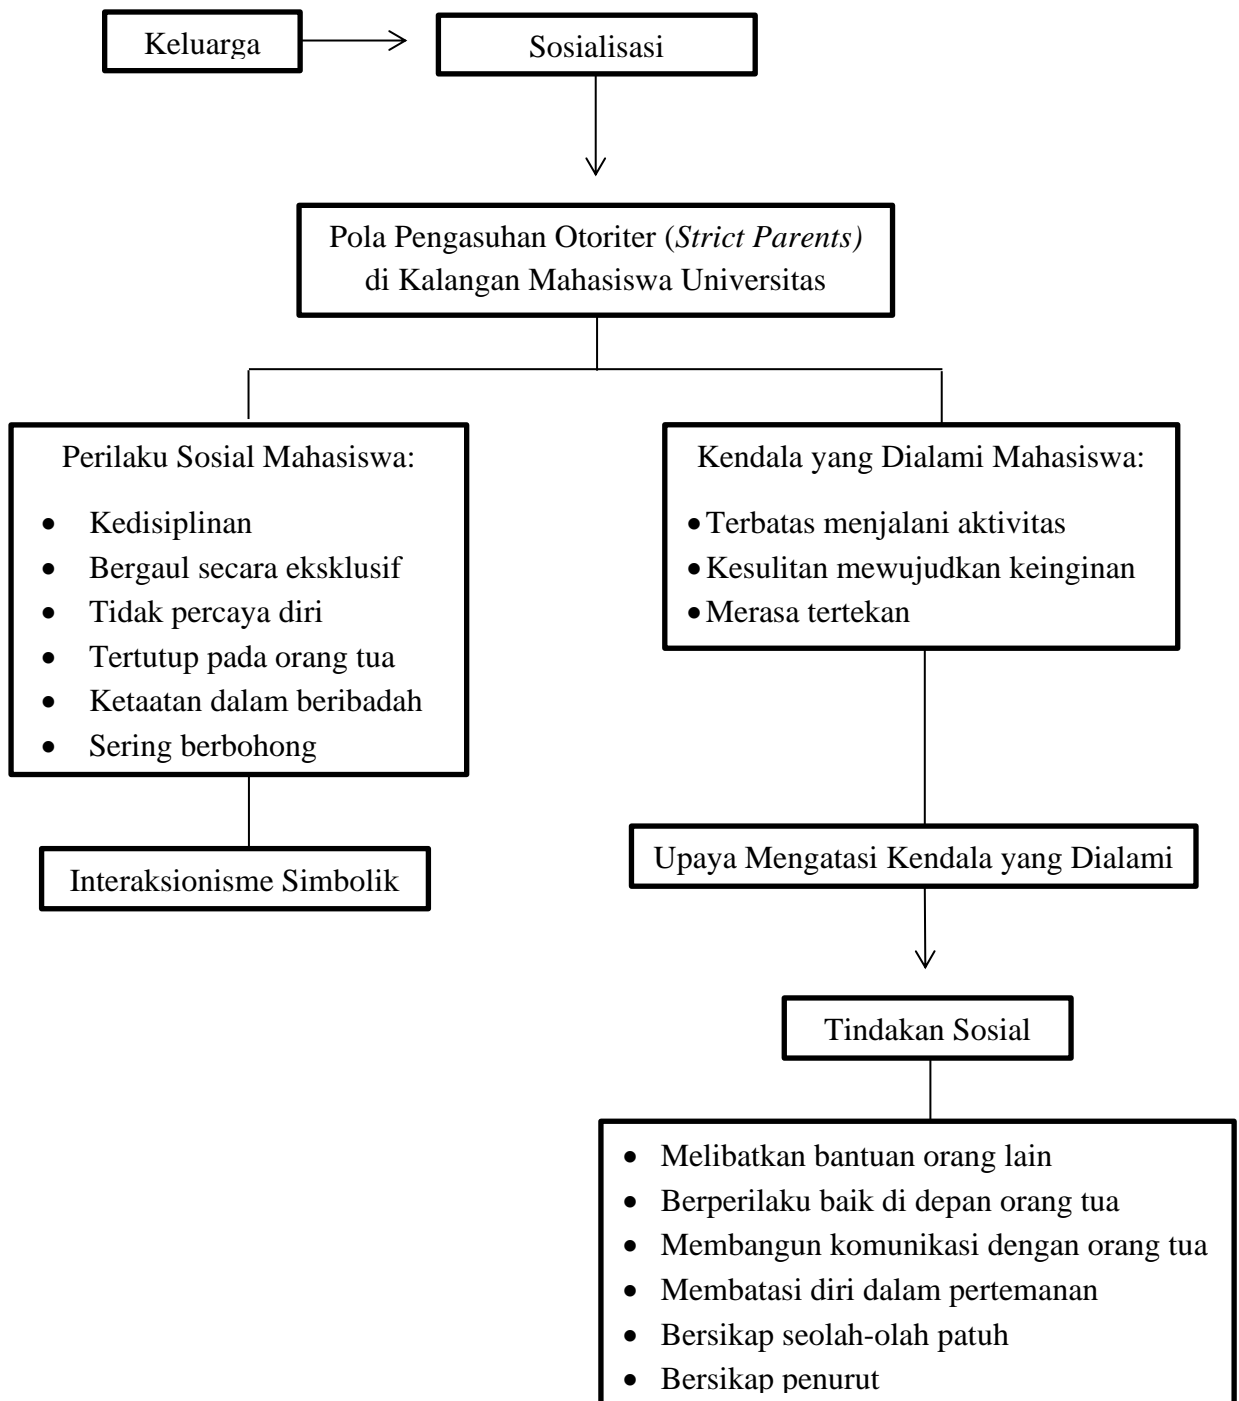 Keluarga
Sosialisasi
Pola Pengasuhan Otoriter (Strict Parents)
di Kalangan Mahasiswa Universitas
Perilaku Sosial Mahasiswa:
• Kedisiplinan
• Bergaul secara eksklusif
• Tidak percaya diri
• Tertutup pada orang tua
• Ketaatan dalam beribadah
• Sering berbohong
Kendala yang Dialami Mahasiswa:
• Terbatas menjalani aktivitas
• Kesulitan mewujudkan keinginan
• Merasa tertekan
Interaksionisme Simbolik
Upaya Mengatasi Kendala yang Dialami
Tindakan Sosial
• Melibatkan bantuan orang lain
• Berperilaku baik di depan orang tua
• Membangun komunikasi dengan orang tua
• Membatasi diri dalam pertemanan
• Bersikap seolah-olah patuh
• Bersikap penurut